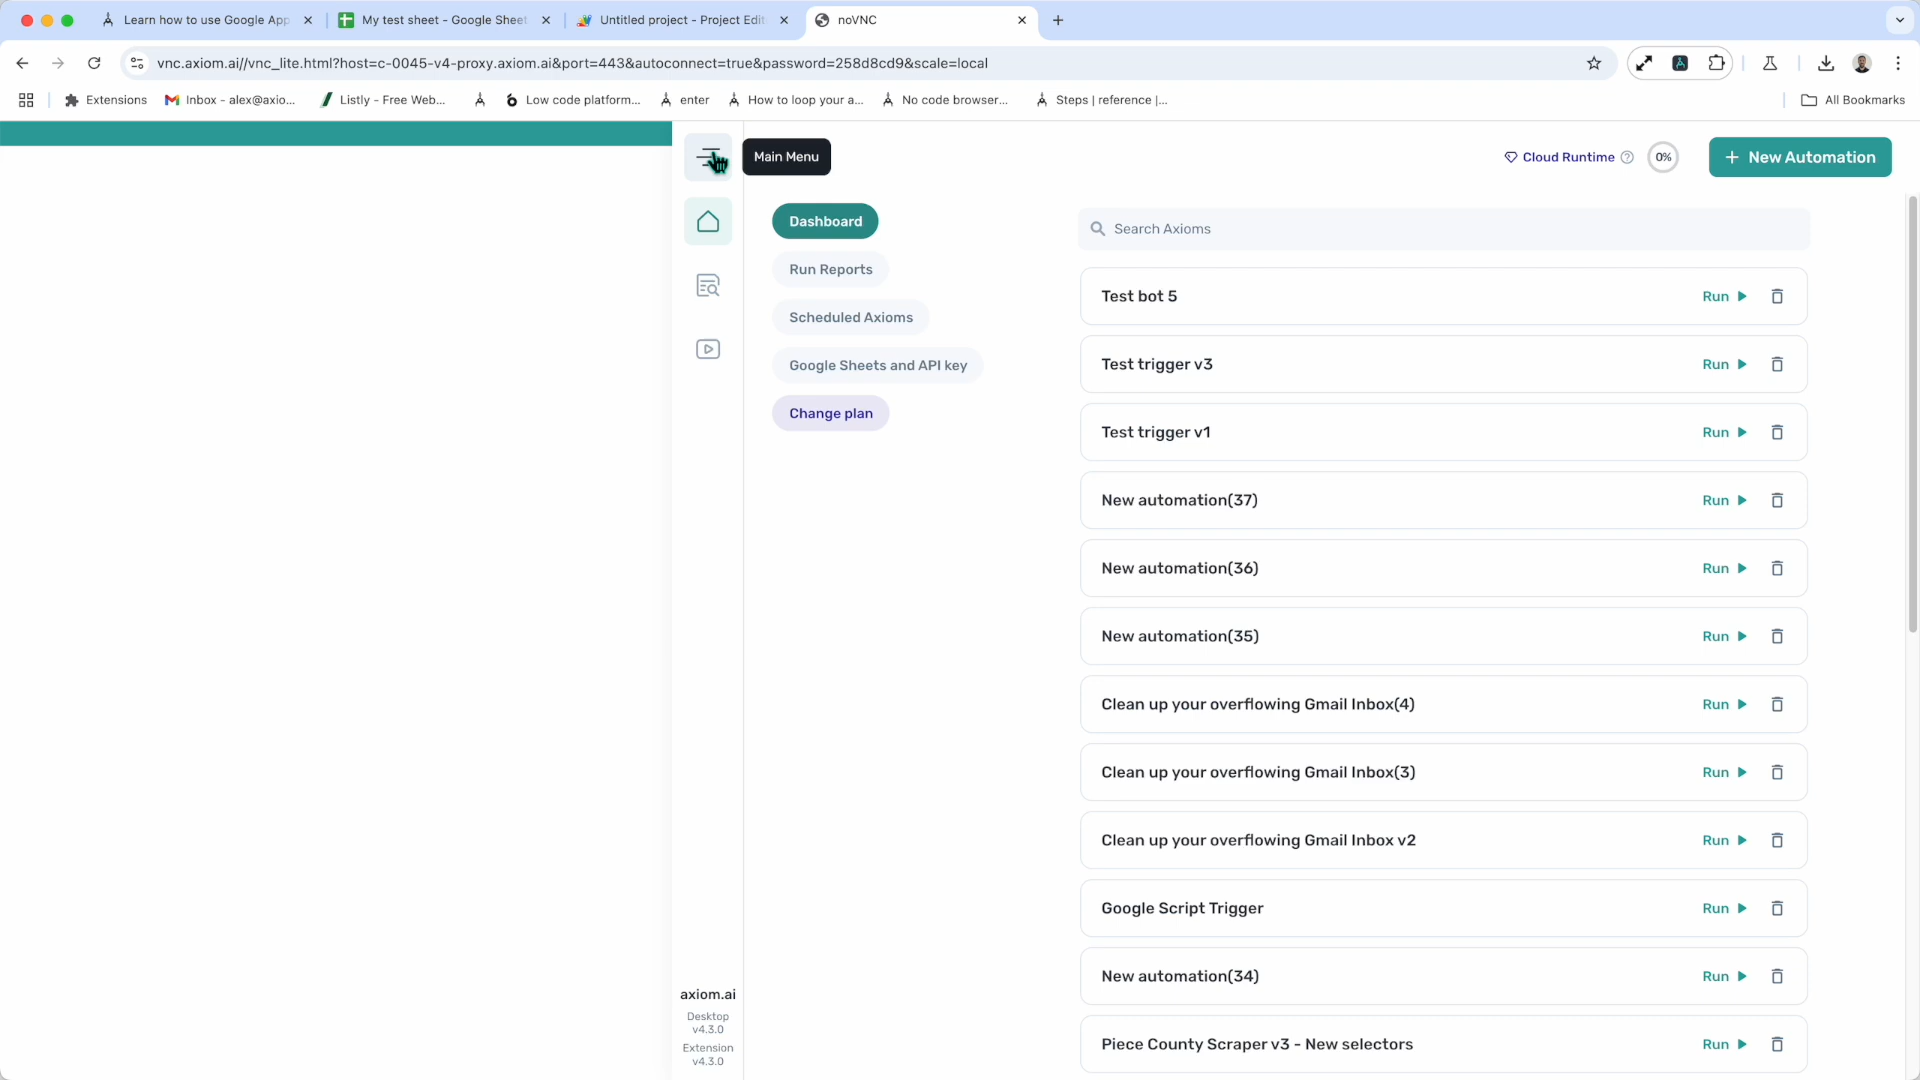 Learn how to use Google App
My test sheet - Google Sheet
Untitled project - Project Edit
noVNC
vnc.axiom.ai//vnc_lite.html?host=c-0045-v4-proxy.axiom.ai&port=443&autoconnect=true&password=258d8cd9&scale=local
Extensions
Inbox - alex@axio...
Listly - Free Web...
Low code platform...
enter
How to loop your a...
No code browser...
Steps | reference |...
All Bookmarks
Main Menu
Cloud Runtime
0%
+ New Automation
Dashboard
Run Reports
Scheduled Axioms
Google Sheets and API key
Change plan
Search Axioms
Test bot 5 Run
Test trigger v3 Run
Test trigger v1 Run
New automation(37) Run
New automation(36) Run
New automation(35) Run
Clean up your overflowing Gmail Inbox(4) Run
Clean up your overflowing Gmail Inbox(3) Run
Clean up your overflowing Gmail Inbox v2 Run
Google Script Trigger Run
New automation(34) Run
Piece County Scraper v3 - New selectors Run
axiom.ai
Desktop
v4.3.0
Extension
v4.3.0